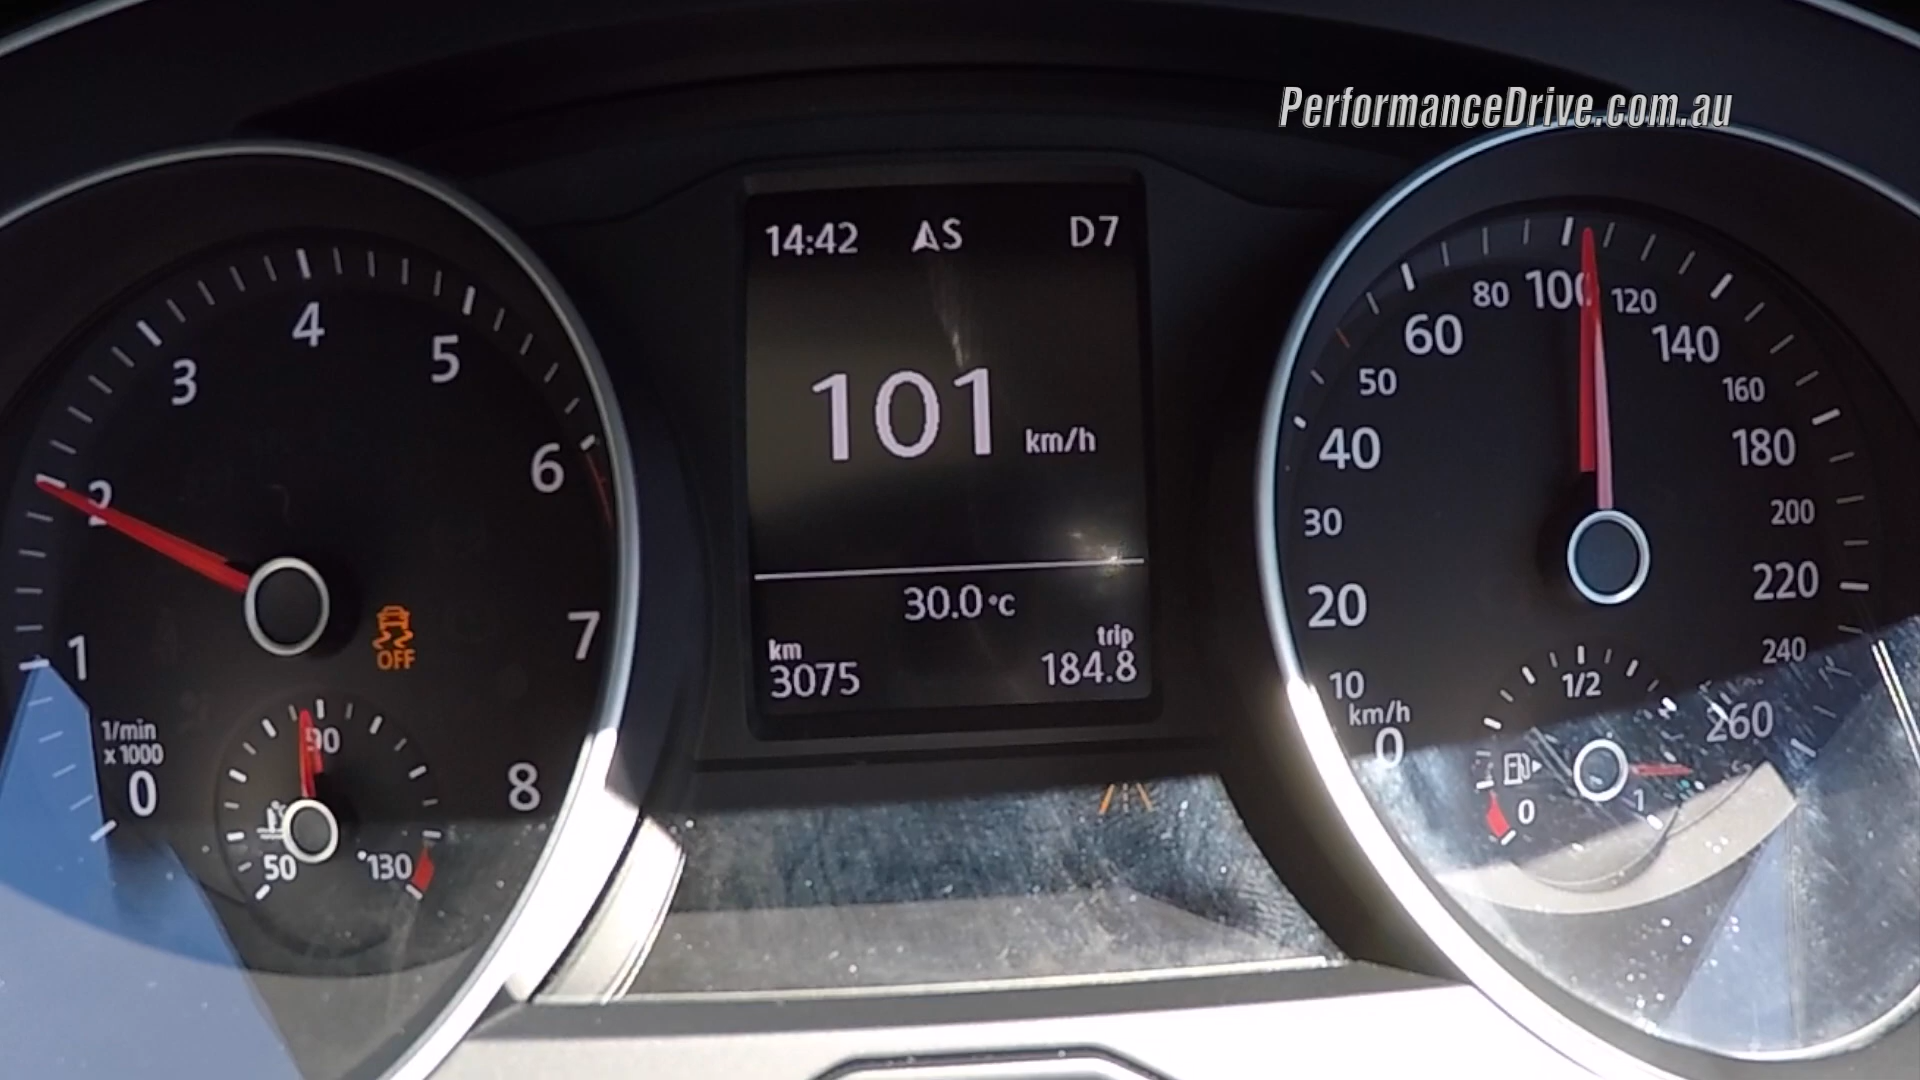 PerformanceDrive.com.au
14:42 S D7
101 km/h
30.0°C
km trip
3075 184.8
0 1 2 3 4 5 6 7 8
1/min
x 1000
OFF
50 90 130
0 10 20 30 40 50 60 80 100 120 140 160 180 200 220 240 260
km/h
0 1/2 1